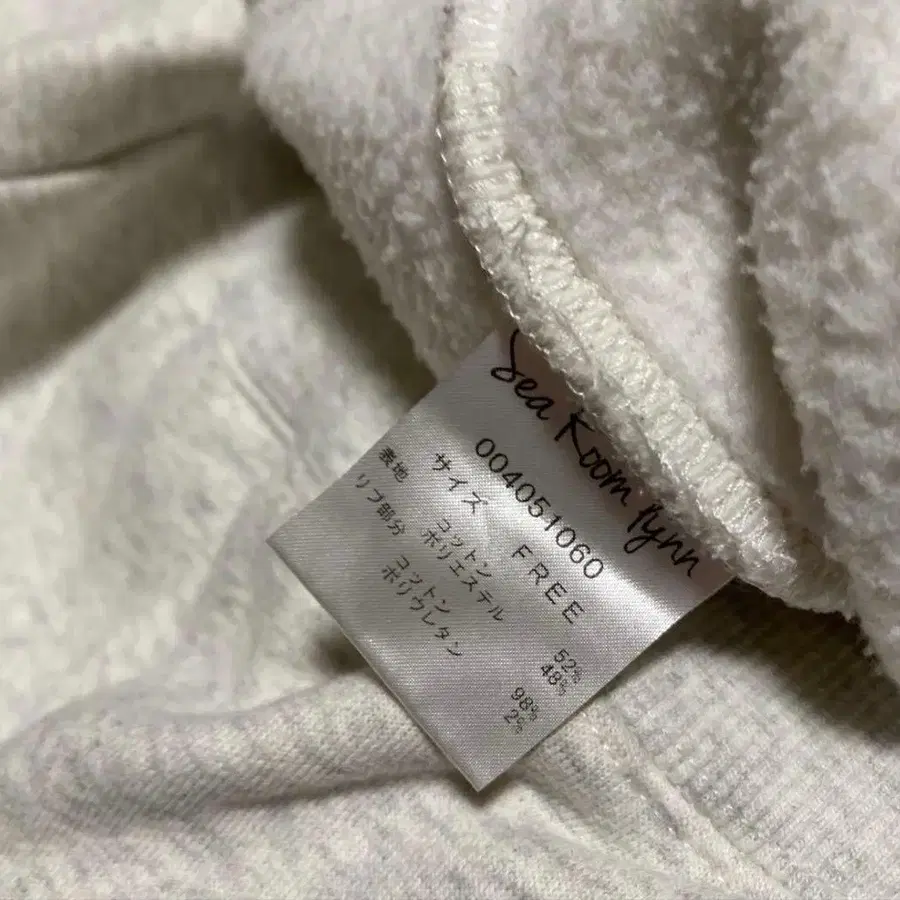 Sea Room lynn
004051060
サイズ FREE
表地 コットン 52%
ポリエステル 48%
リブ部分 コットン 98%
ポリウレタン 2%